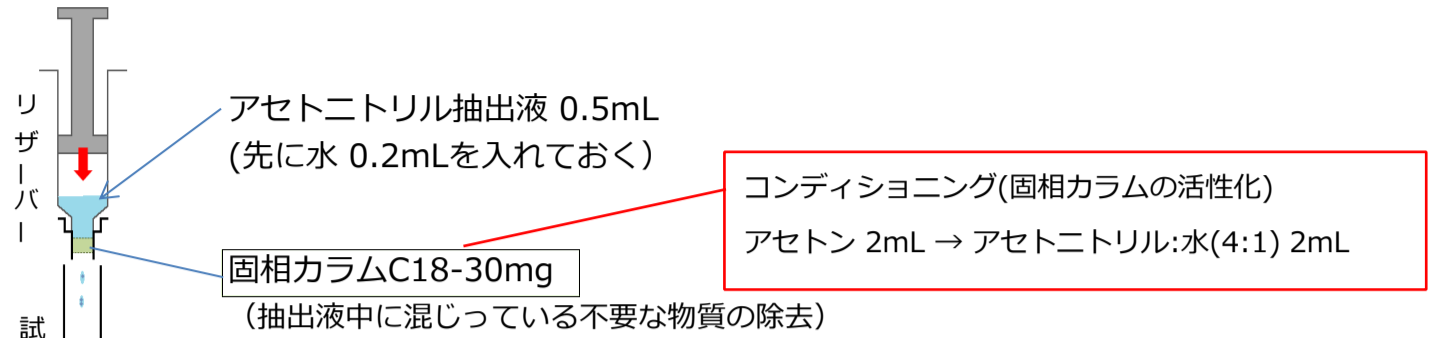 リザーバー
アセトニトリル抽出液 0.5mL
(先に水 0.2mLを入れておく)
コンディショニング(固相カラムの活性化)
アセトン 2mL → アセトニトリル:水(4:1) 2mL
固相カラムC18-30mg
(抽出液中に混じっている不要な物質の除去)
試